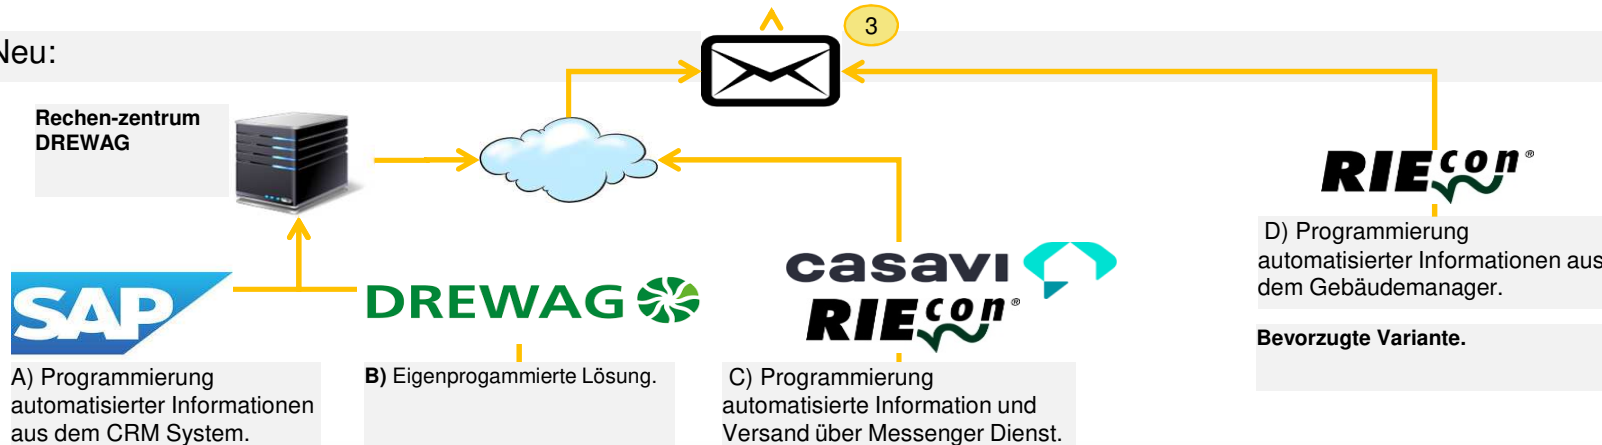 3
Neu:
Rechen-zentrum
DREWAG
SAP
DREWAG
casavi
RIEcon®
RIEcon®
A) Programmierung
automatisierter Informationen
aus dem CRM System.
B) Eigenprogammierte Lösung.
C) Programmierung
automatisierte Information und
Versand über Messenger Dienst.
D) Programmierung
automatisierter Informationen aus
dem Gebäudemanager.
Bevorzugte Variante.